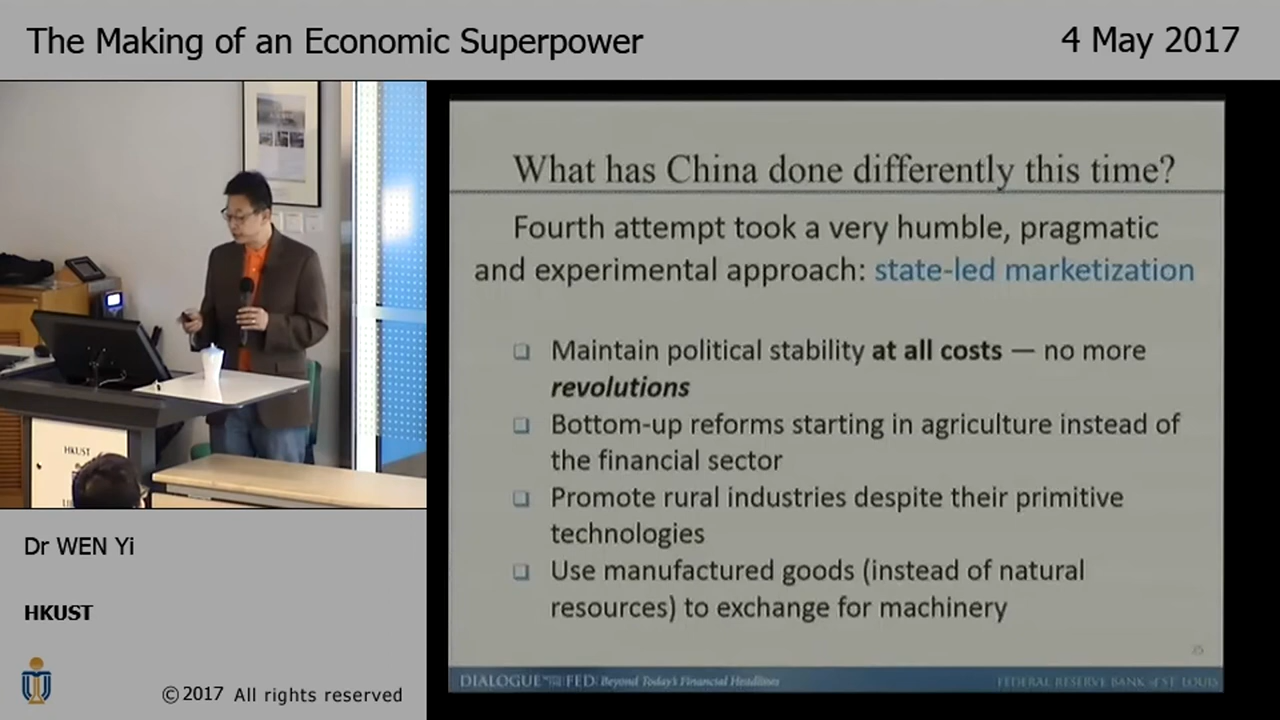 The Making of an Economic Superpower
4 May 2017
What has China done differently this time?
Fourth attempt took a very humble, pragmatic
and experimental approach: state-led marketization
Maintain political stability at all costs — no more
revolutions
Bottom-up reforms starting in agriculture instead of
the financial sector
Promote rural industries despite their primitive
technologies
Use manufactured goods (instead of natural
resources) to exchange for machinery
DIALOGUE WITH THE FED: Beyond Today's Financial Headlines
FEDERAL RESERVE BANK of ST. LOUIS
HKUST
Dr WEN Yi
HKUST
©2017 All rights reserved